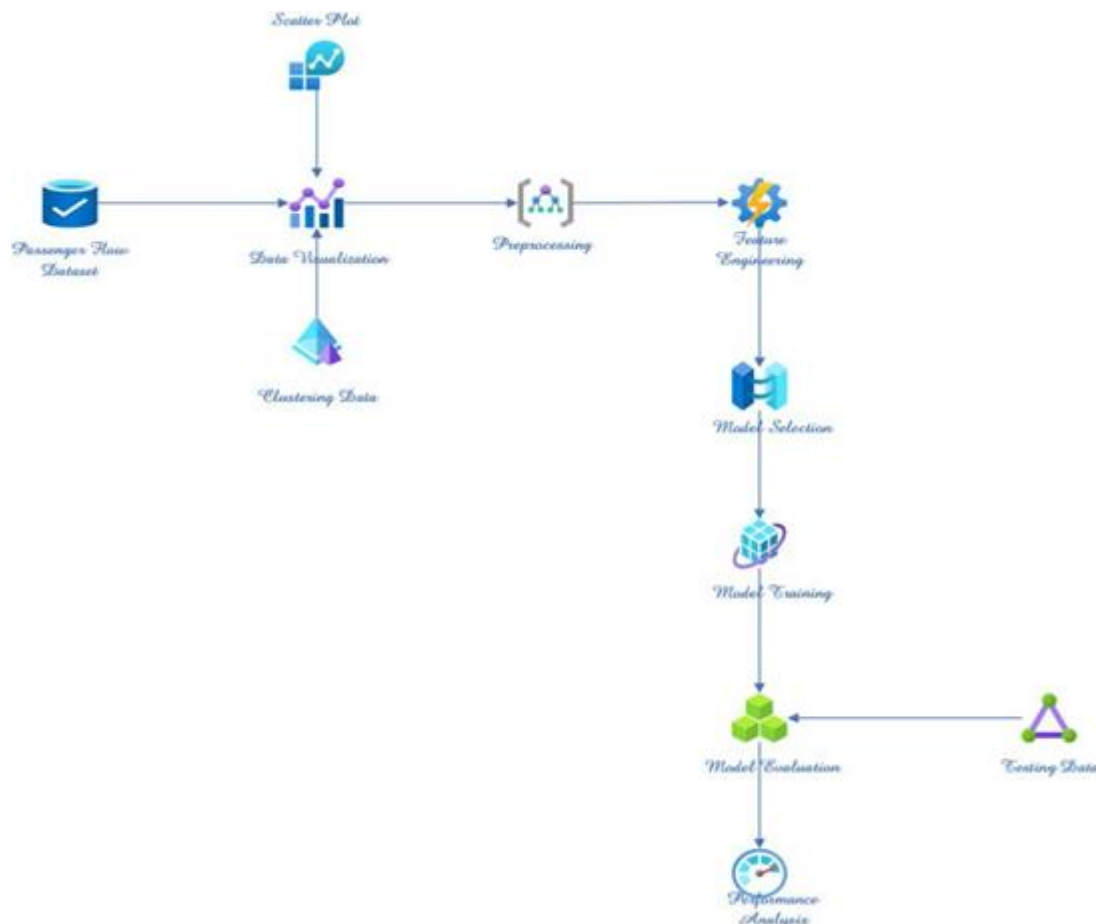 Scatter Plot
Passenger Flow
Dataset
Data Visualization
Preprocessing
Feature
Engineering
Clustering Data
Model Selection
Model Training
Model Evaluation
Testing Data
Performance
Analysis